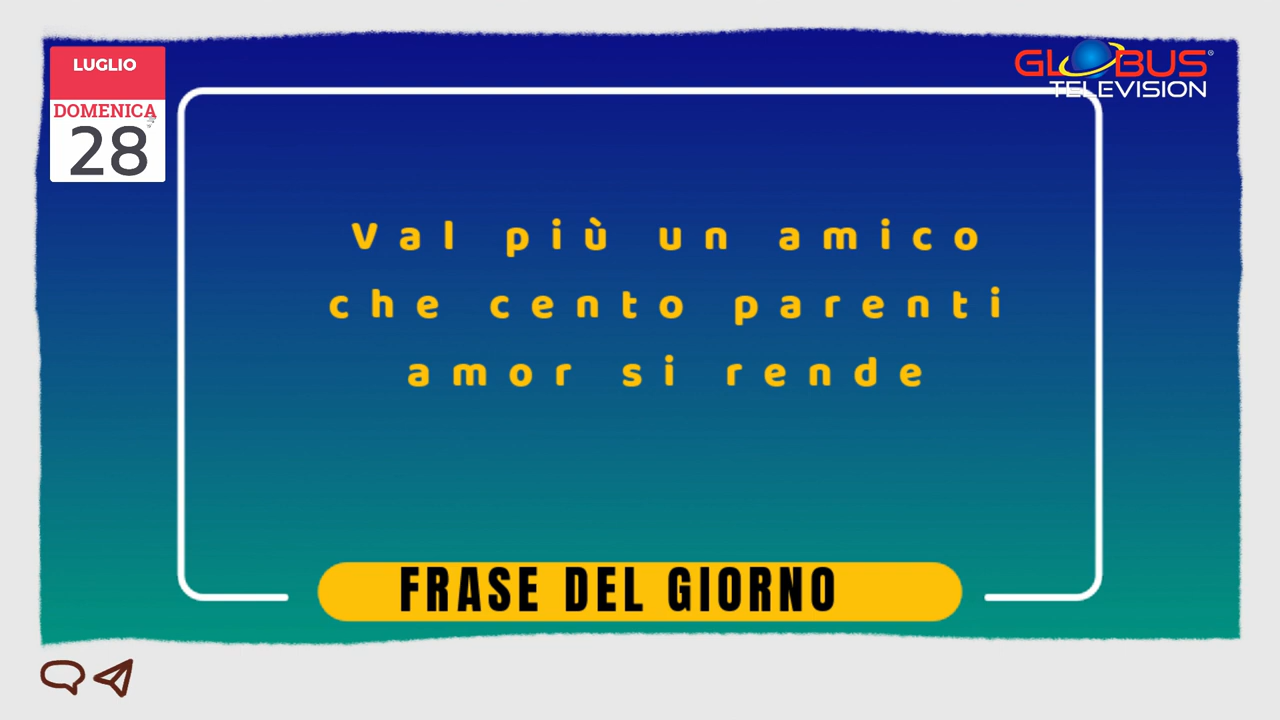 LUGLIO
DOMENICA
28
GLOBUS®
TELEVISION
Val più un amico
che cento parenti
amor si rende
FRASE DEL GIORNO